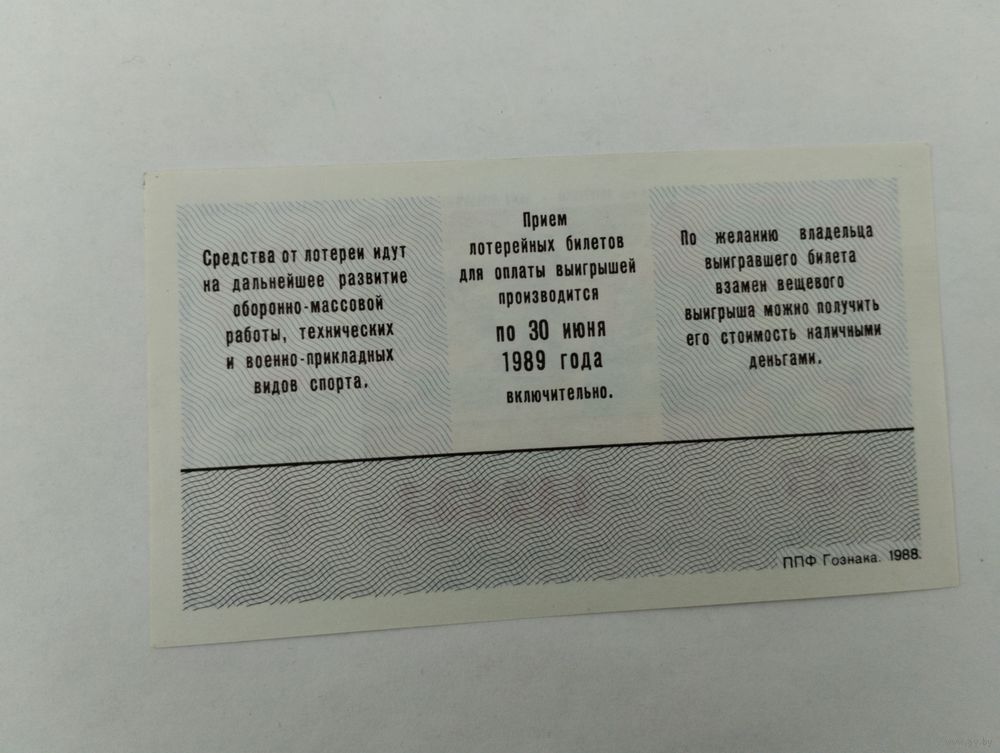 Средства от лотереи идут
на дальнейшее развитие
оборонно-массовой
работы, технических
и военно-прикладных
видов спорта.
Прием
лотерейных билетов
для оплаты выигрышей
производится
по 30 июня
1989 года
включительно.
По желанию владельца
выигравшего билета
взамен вещевого
выигрыша можно получить
его стоимость наличными
деньгами.
ППФ Гознака. 1988.